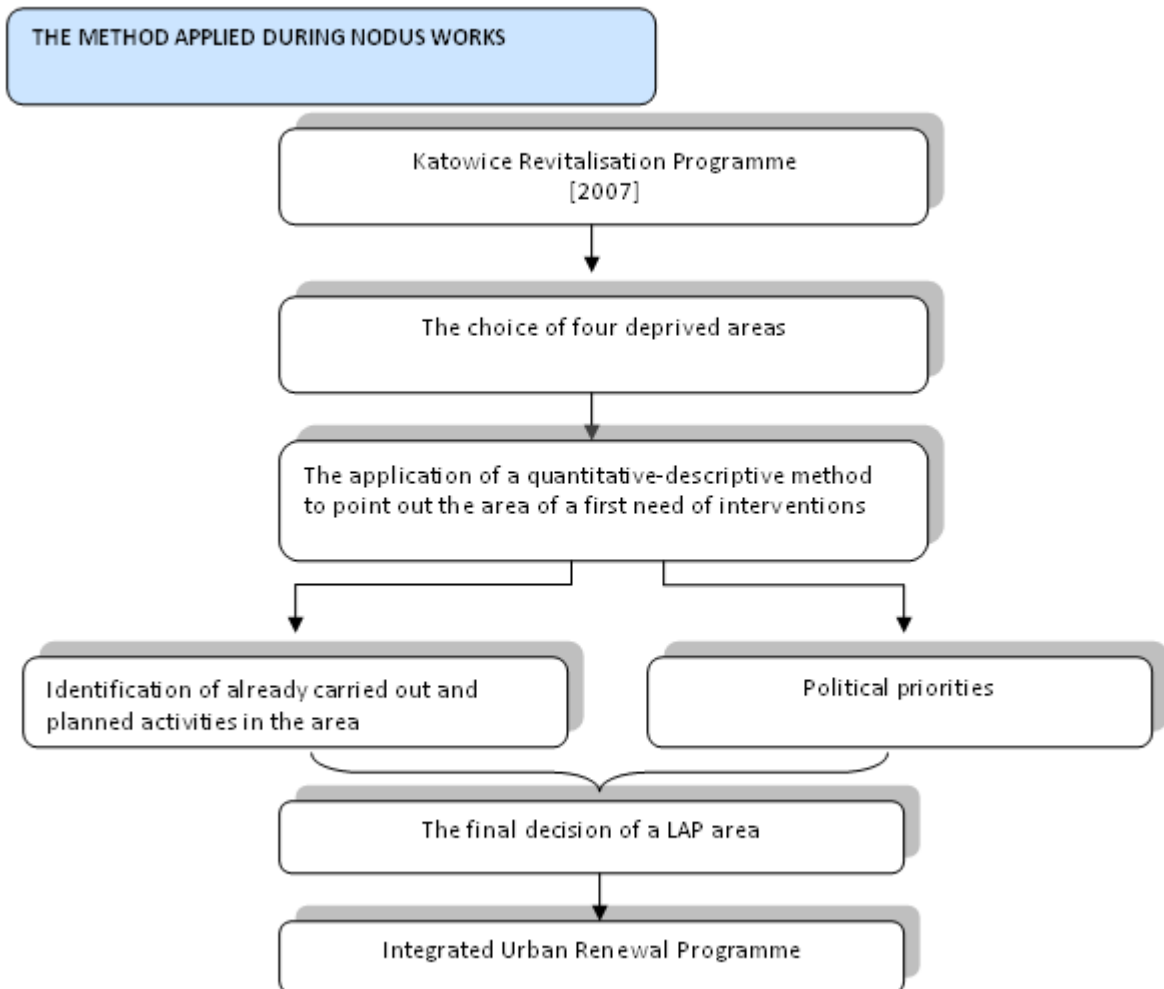 THE METHOD APPLIED DURING NODUS WORKS
Katowice Revitalisation Programme
[2007]
The choice of four deprived areas
The application of a quantitative-descriptive method
to point out the area of a first need of interventions
Identification of already carried out and
planned activities in the area
Political priorities
The final decision of a LAP area
Integrated Urban Renewal Programme